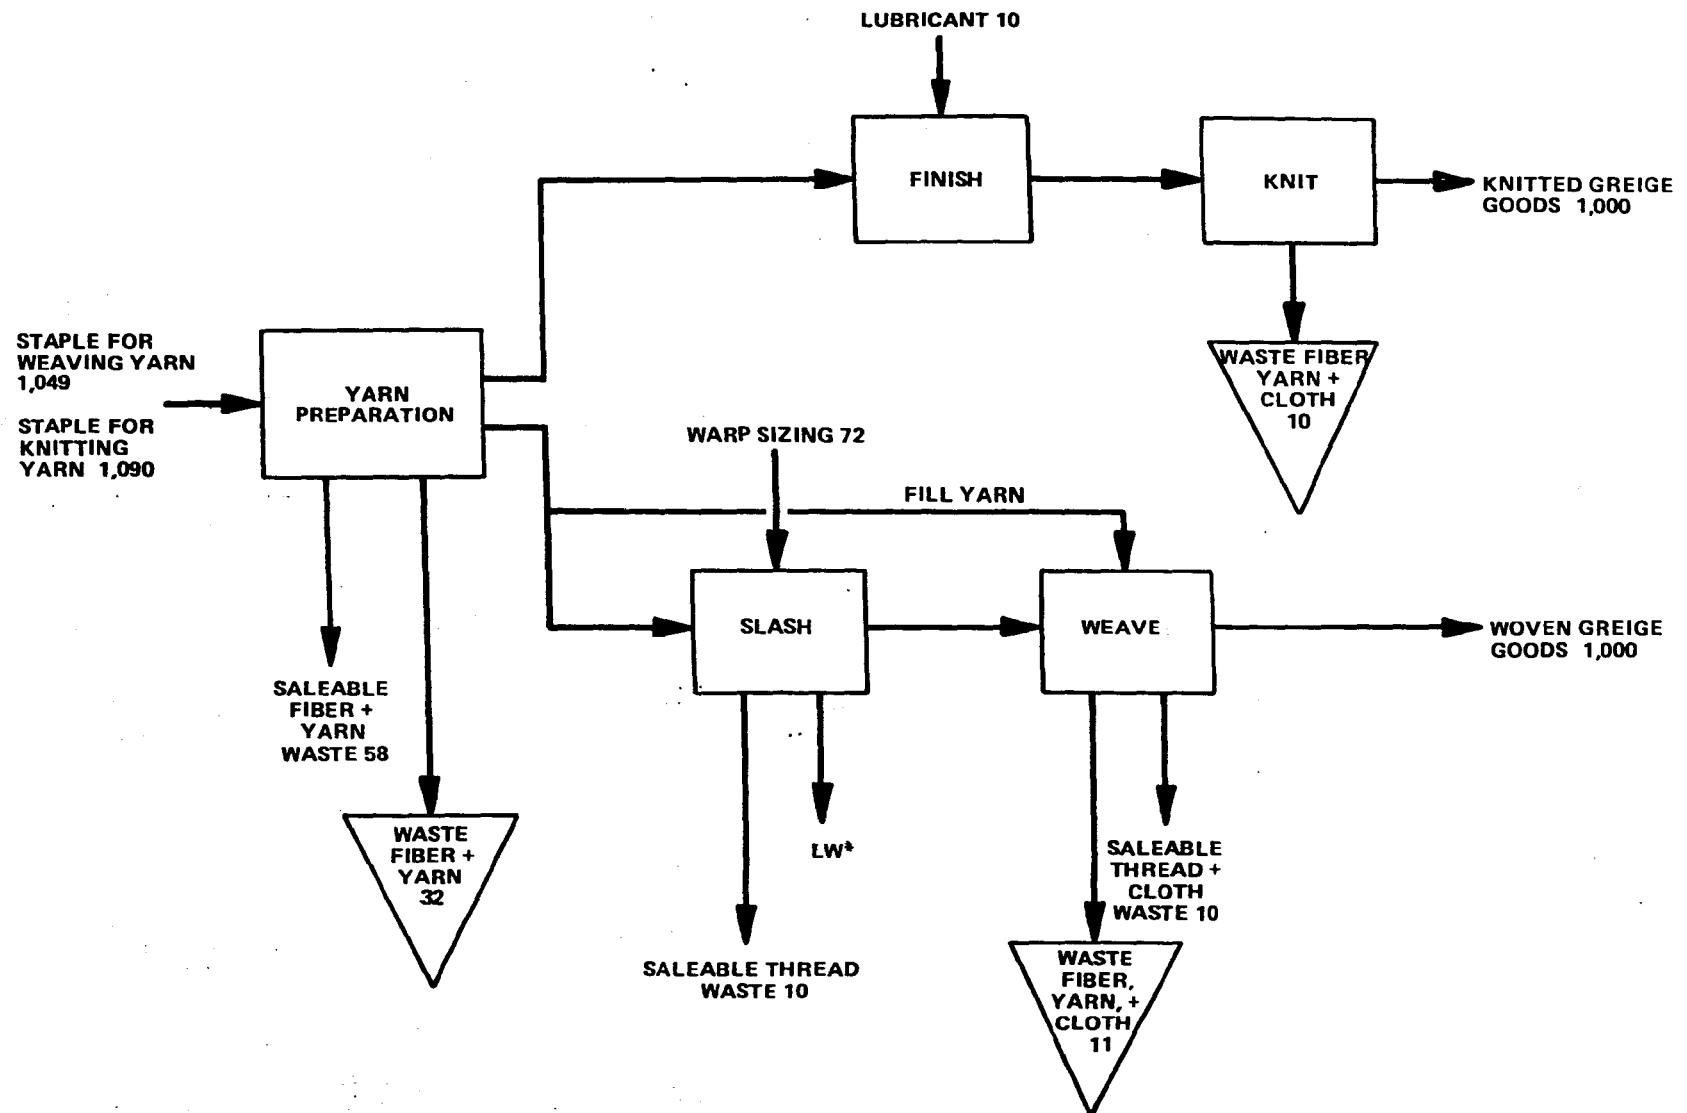 LUBRICANT 10
FINISH
KNIT
KNITTED GREIGE
GOODS 1,000
WASTE FIBER
YARN +
CLOTH
10
STAPLE FOR
WEAVING YARN
1,049
STAPLE FOR
KNITTING
YARN 1,090
YARN
PREPARATION
WARP SIZING 72
FILL YARN
SLASH
WEAVE
WOVEN GREIGE
GOODS 1,000
SALEABLE
FIBER +
YARN
WASTE 58
WASTE
FIBER +
YARN
32
LW*
SALEABLE THREAD
WASTE 10
SALEABLE
THREAD +
CLOTH
WASTE 10
WASTE
FIBER,
YARN, +
CLOTH
11